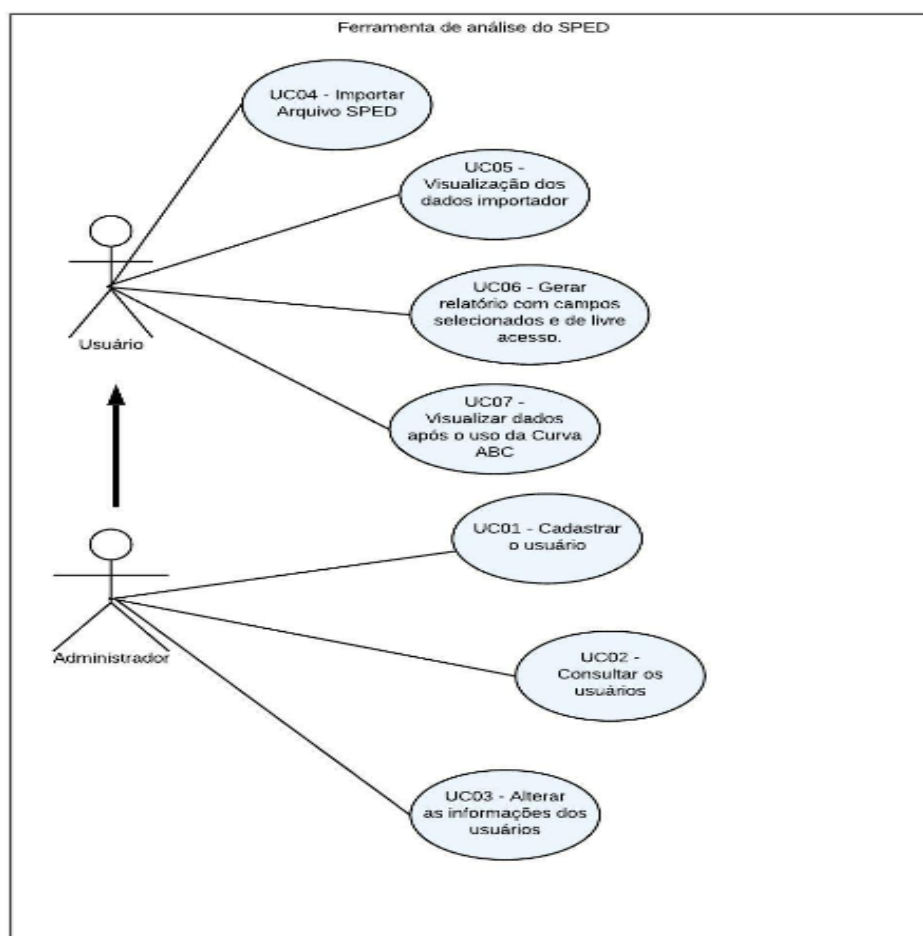 Ferramenta de análise do SPED
UC04 - Importar
Arquivo SPED
UC05 -
Visualização dos
dados importador
UC06 - Gerar
relatório com campos
selecionados e de livre
acesso.
Usuário
UC07 -
Visualizar dados
após o uso da Curva
ABC
UC01 - Cadastrar
o usuário
Administrador
UC02 -
Consultar os
usuários
UC03 - Alterar
as informações dos
usuários